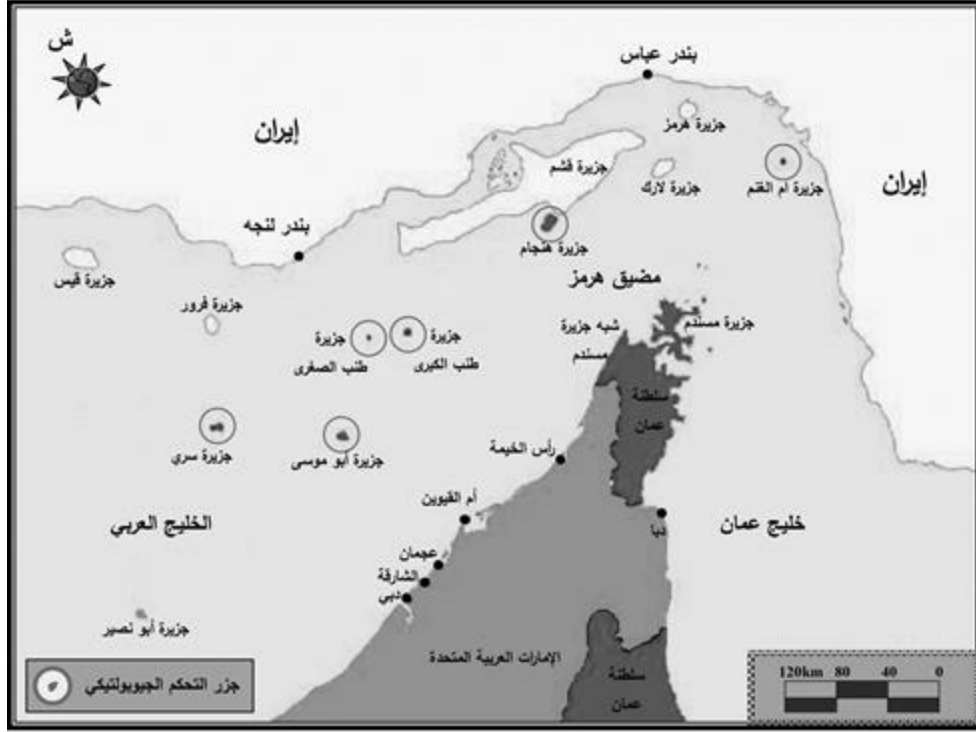 ش
بندر عباس
إيران
جزيرة هرمز
جزيرة قشم
جزيرة لارك
جزيرة ام الغنم
إيران
بندر لنجه
جزيرة هنجام
جزيرة قيس
مضيق هرمز
جزيرة فرور
جزيرة مسندم
شبه جزيرة
مسندم
جزيرة
طنب الكبرى
جزيرة
طنب الصغرى
سلطنة
عمان
جزيرة سري
جزيرة أبو موسى
رأس الخيمة
أم القيوين
الخليج العربي
خليج عمان
دبا
عجمان
الشارقة
دبي
جزيرة أبو نصير
الإمارات العربية المتحدة
سلطنة
عمان
جزر التحكم الجيوبولتيكي
120km 80 40 0